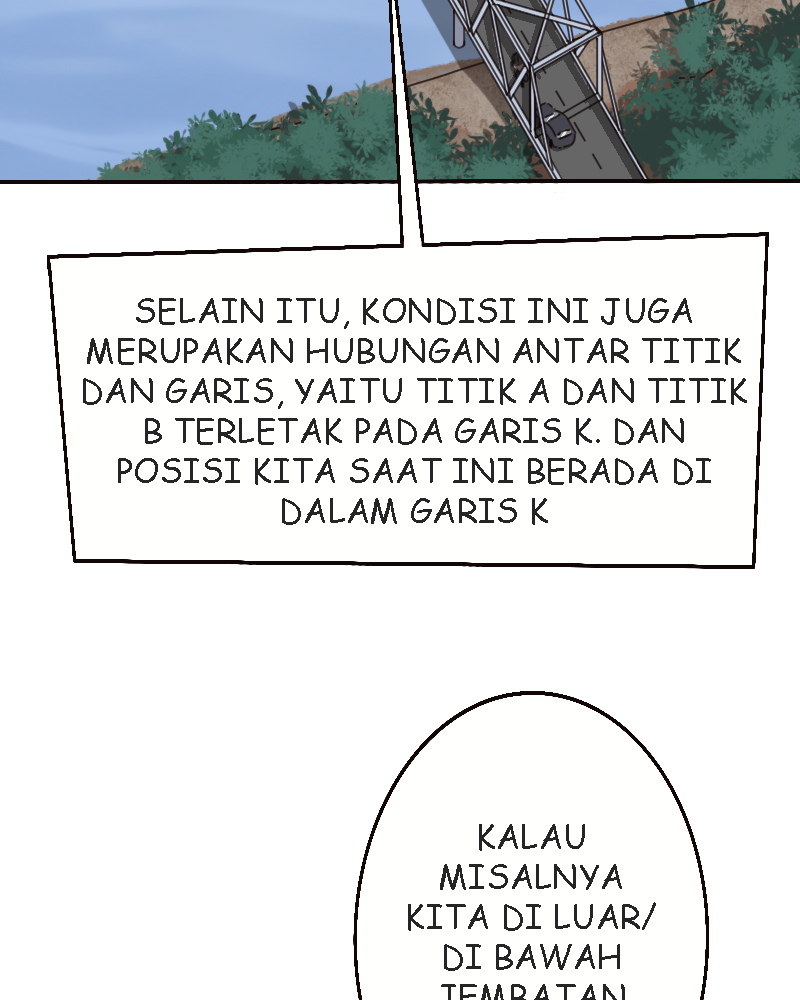 SELAIN ITU, KONDISI INI JUGA
MERUPAKAN HUBUNGAN ANTAR TITIK
DAN GARIS, YAITU TITIK A DAN TITIK
B TERLETAK PADA GARIS K. DAN
POSISI KITA SAAT INI BERADA DI
DALAM GARIS K
KALAU
MISALNYA
KITA DI LUAR/
DI BAWAH
JEMBATAN